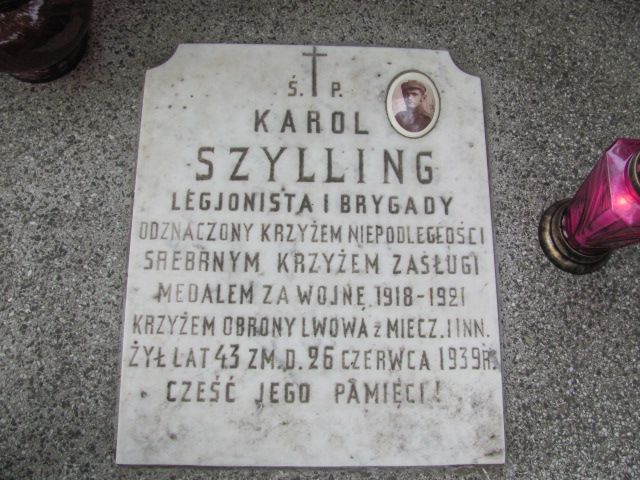 Ś. P.
KAROL
SZYLLING
LEGJONISTA I BRYGADY
ODZNACZONY KRZYŻEM NIEPODLEGŁOŚCI
SREBRNYM KRZYŻEM ZASŁUGI
MEDALEM ZA WOJNĘ 1918-1921
KRZYŻEM OBRONY LWOWA z MIECZ. I INN.
ŻYŁ LAT 43 ZM. D. 26 CZERWCA 1939 R.
CZEŚĆ JEGO PAMIĘCI!